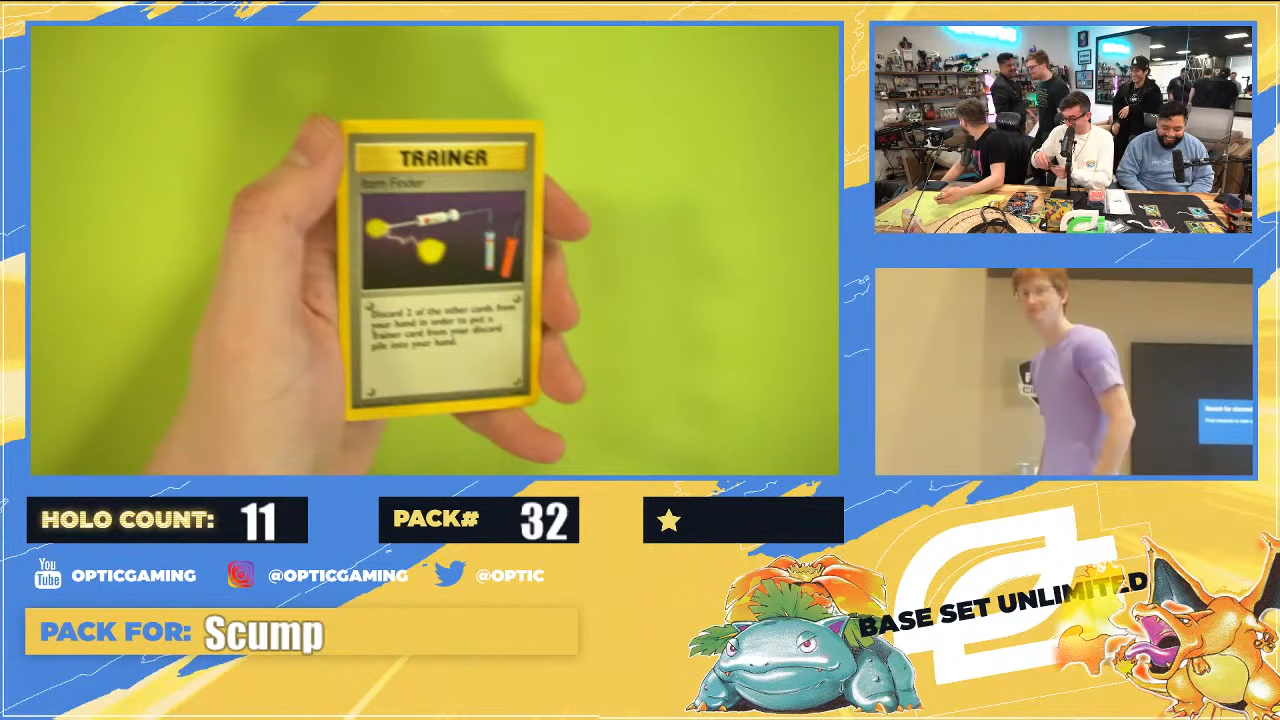 TRAINER
Item Finder
Discard 2 of the other cards from
your hand in order to put a
Trainer card from your discard
pile into your hand.
HOLO COUNT: 11
PACK# 32
You
Tube
OPTICGAMING
@OPTICGAMING
@OPTIC
PACK FOR: Scump
BASE SET UNLIMITED